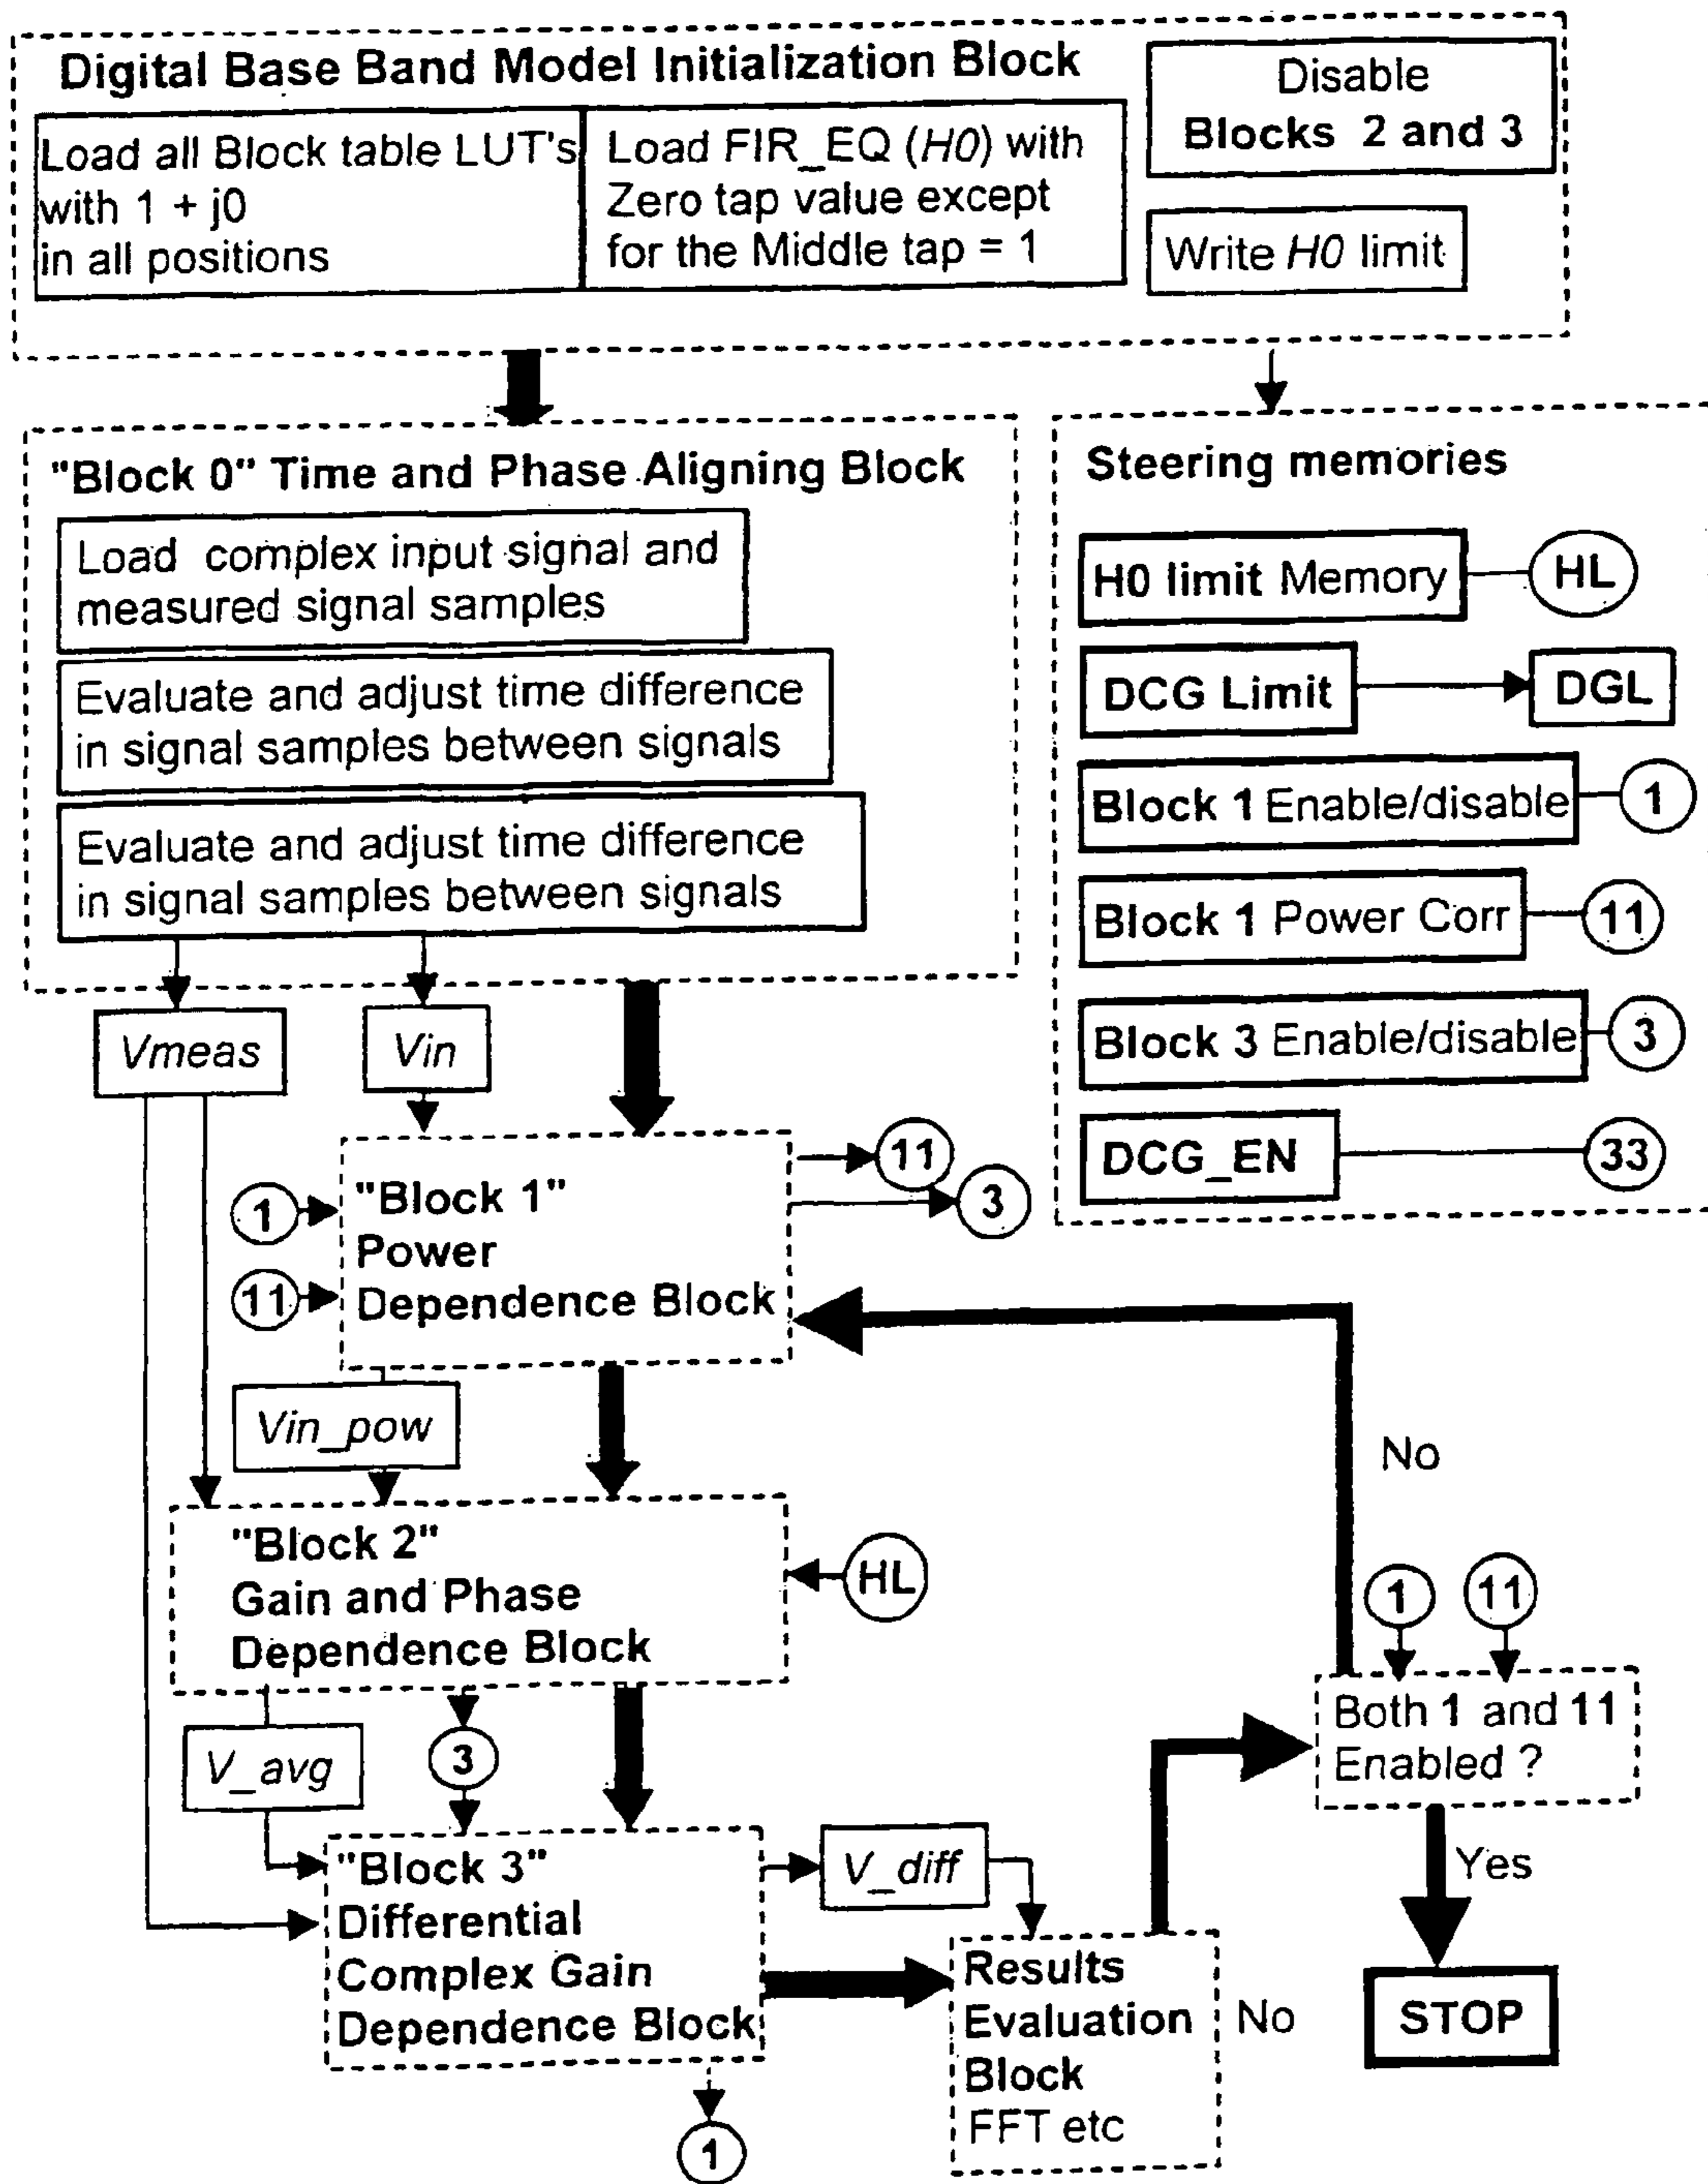 Digital Base Band Model Initialization Block
Load all Block table LUT's
with 1 + j0
in all positions
Load FIR_EQ (H0) with
Zero tap value except
for the Middle tap = 1
Disable
Blocks 2 and 3
Write H0 limit
"Block 0" Time and Phase Aligning Block
Load complex input signal and
measured signal samples
Evaluate and adjust time difference
in signal samples between signals
Evaluate and adjust time difference
in signal samples between signals
Steering memories
H0 limit Memory
HL
DCG Limit
DGL
Block 1 Enable/disable
1
Block 1 Power Corr
11
Block 3 Enable/disable
3
DCG_EN
33
Vmeas
Vin
1
11
"Block 1"
Power
Dependence Block
11
3
Vin_pow
No
"Block 2"
Gain and Phase
Dependence Block
HL
1
11
Both 1 and 11
Enabled ?
V_avg
3
"Block 3"
Differential
Complex Gain
Dependence Block
V_diff
Yes
Results
Evaluation
Block
FFT etc
No
STOP
1